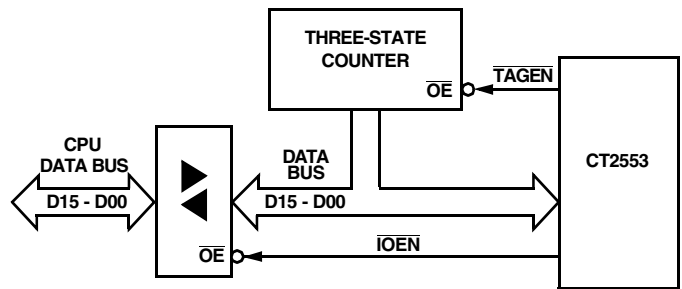 THREE-STATE
COUNTER
OE
TAGEN
CPU
DATA BUS
D15 - D00
DATA
BUS
D15 - D00
CT2553
OE
IOEN